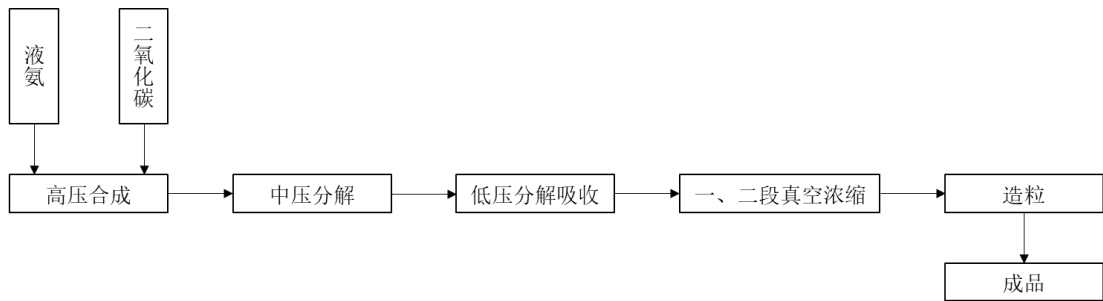 液氨
二氧化碳
高压合成
中压分解
低压分解吸收
一、二段真空浓缩
造粒
成品